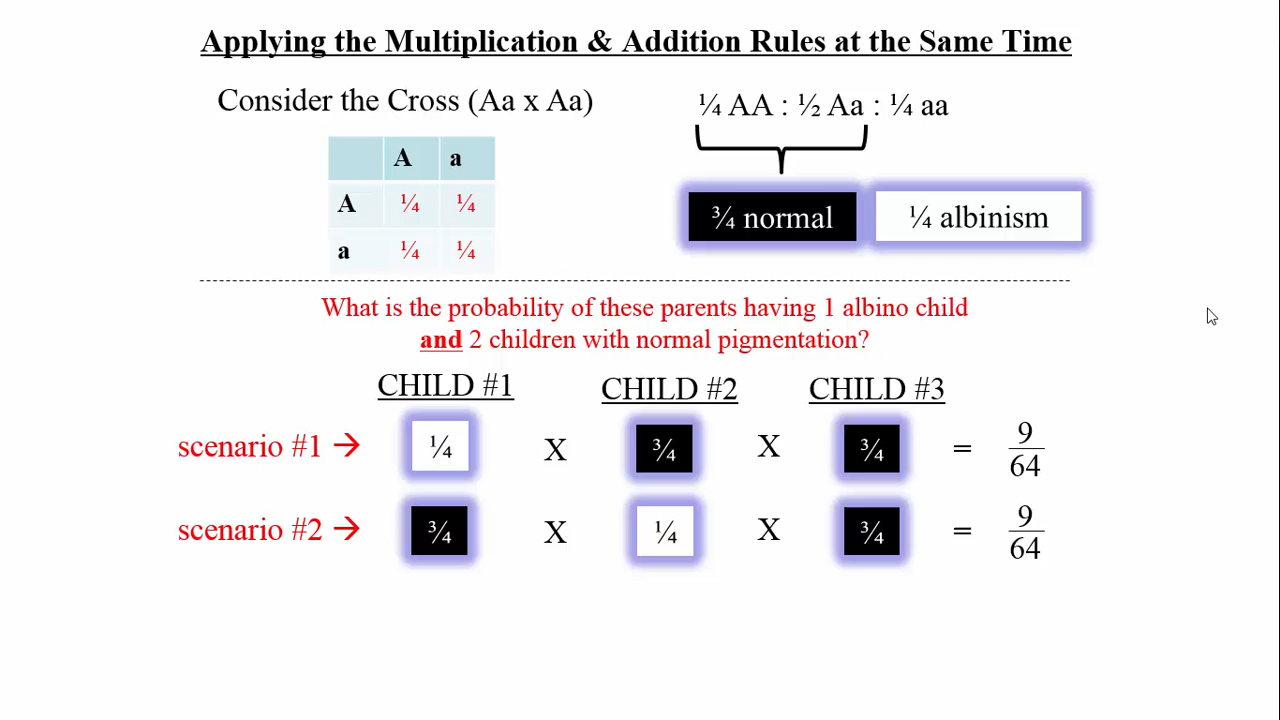 Applying the Multiplication & Addition Rules at the Same Time
Consider the Cross (Aa x Aa)
¼ AA : ½ Aa : ¼ aa
A a
A ¼ ¼
a ¼ ¼
¾ normal
¼ albinism
What is the probability of these parents having 1 albino child
and 2 children with normal pigmentation?
CHILD #1 CHILD #2 CHILD #3
scenario #1 → ¼ X ¾ X ¾ = 9/64
scenario #2 → ¾ X ¼ X ¾ = 9/64